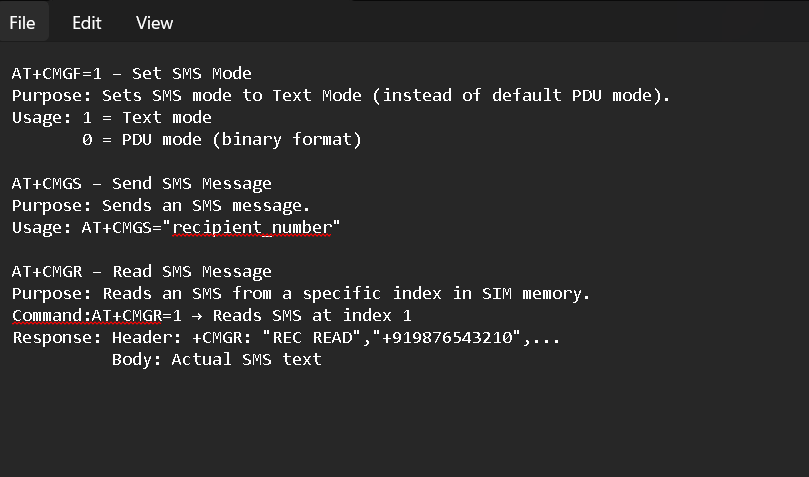 File Edit View
AT+CMGF=1 – Set SMS Mode
Purpose: Sets SMS mode to Text Mode (instead of default PDU mode).
Usage: 1 = Text mode
       0 = PDU mode (binary format)

AT+CMGS – Send SMS Message
Purpose: Sends an SMS message.
Usage: AT+CMGS="recipient_number"

AT+CMGR – Read SMS Message
Purpose: Reads an SMS from a specific index in SIM memory.
Command:AT+CMGR=1 → Reads SMS at index 1
Response: Header: +CMGR: "REC READ","+919876543210",...
          Body: Actual SMS text